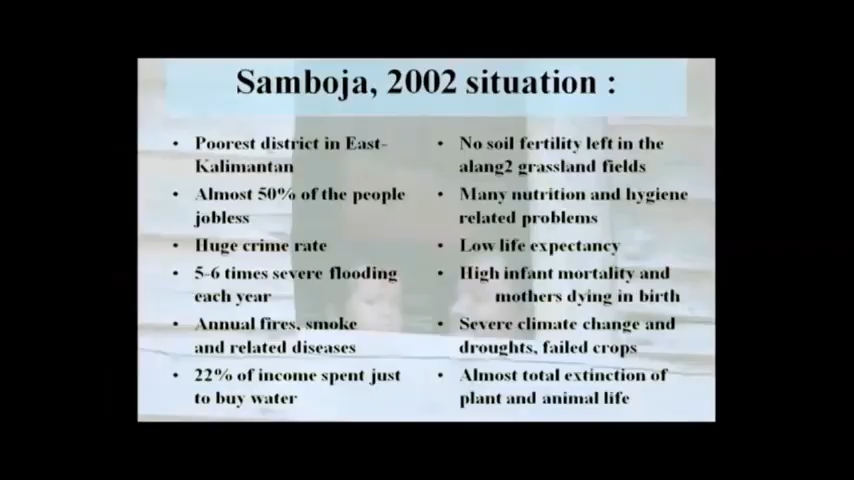 Samboja, 2002 situation :
• Poorest district in East-
Kalimantan
• Almost 50% of the people
jobless
• Huge crime rate
• 5-6 times severe flooding
each year
• Annual fires, smoke
and related diseases
• 22% of income spent just
to buy water
• No soil fertility left in the
alang2 grassland fields
• Many nutrition and hygiene
related problems
• Low life expectancy
• High infant mortality and
mothers dying in birth
• Severe climate change and
droughts, failed crops
• Almost total extinction of
plant and animal life